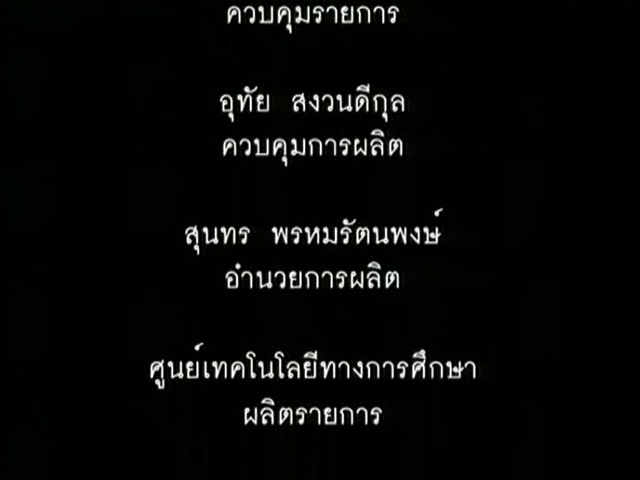 ควบคุมรายการ
อุทัย สงวนดีกุล
ควบคุมการผลิต
สุนทร พรหมรัตนพงษ์
อำนวยการผลิต
ศูนย์เทคโนโลยีทางการศึกษา
ผลิตรายการ